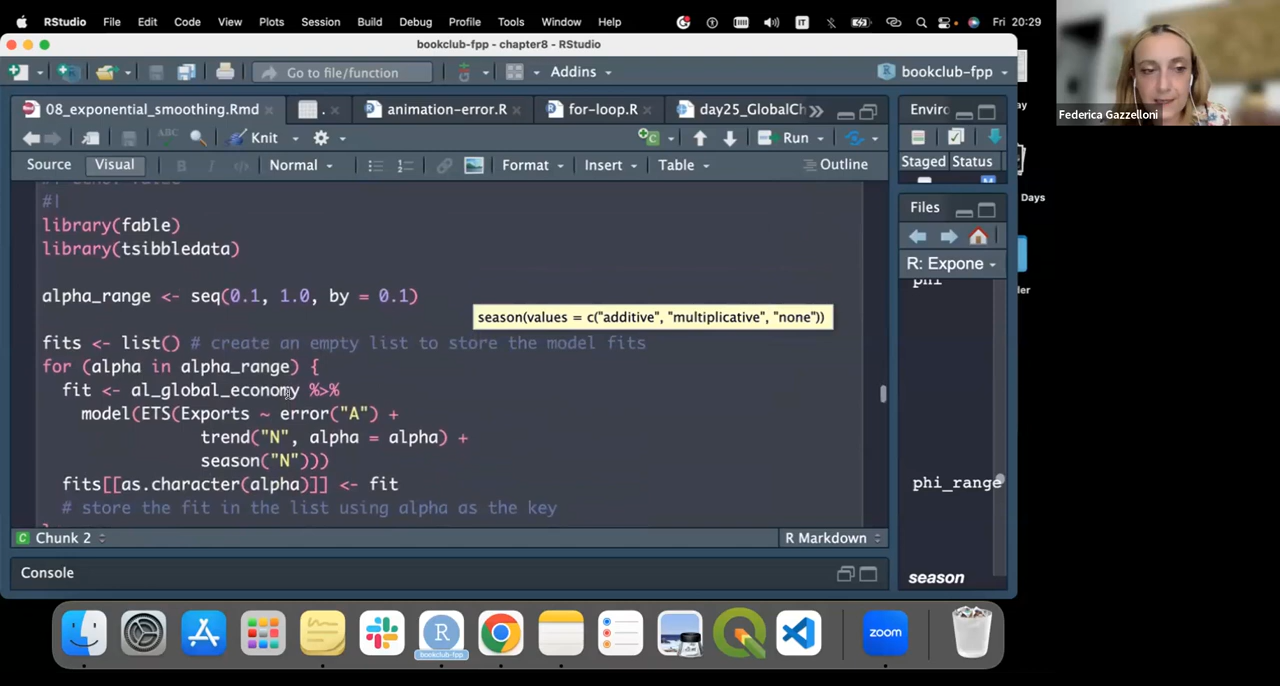 RStudio File Edit Code View Plots Session Build Debug Profile Tools Window Help IT Fri 20:29
bookclub-fpp - chapter8 - RStudio
Go to file/function Addins bookclub-fpp
08_exponential_smoothing.Rmd . animation-error.R for-loop.R day25_GlobalCh Enviro
Knit Run
Source Visual B I Normal Format Insert Table Outline Staged Status
#|
library(fable)
library(tsibbledata)
alpha_range <- seq(0.1, 1.0, by = 0.1)
season(values = c("additive", "multiplicative", "none"))
fits <- list() # create an empty list to store the model fits
for (alpha in alpha_range) {
fit <- al_global_economy %>%
model(ETS(Exports ~ error("A") +
trend("N", alpha = alpha) +
season("N")))
fits[[as.character(alpha)]] <- fit
# store the fit in the list using alpha as the key
Chunk 2 R Markdown
Console
Files
R: Expone
phi
phi_range
season
Federica Gazzelloni
ay
Days
der
bookclub-fpp
zoom